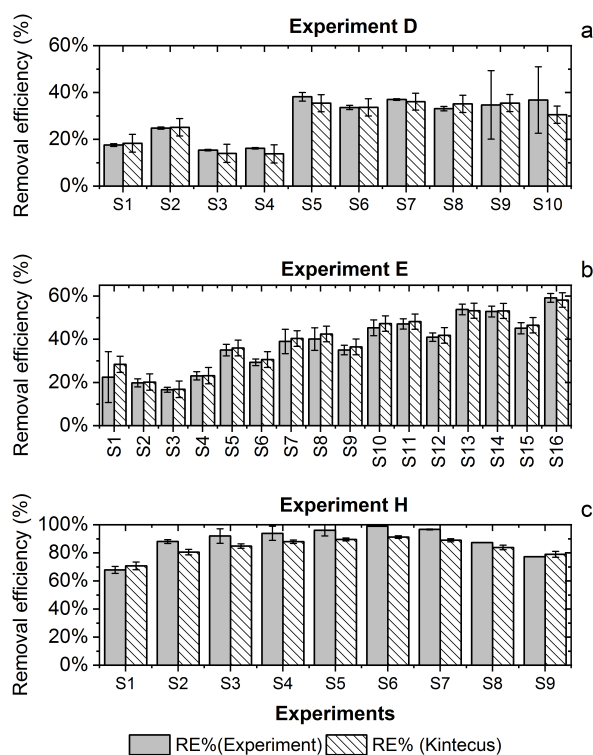 Experiment D
a
Removal efficiency (%)
60%
40%
20%
0%
S1 S2 S3 S4 S5 S6 S7 S8 S9 S10
Experiment E
b
Removal efficiency (%)
60%
40%
20%
0%
S1 S2 S3 S4 S5 S6 S7 S8 S9 S10 S11 S12 S13 S14 S15 S16
Experiment H
c
Removal efficiency (%)
100%
80%
60%
40%
20%
0%
S1 S2 S3 S4 S5 S6 S7 S8 S9
Experiments
RE%(Experiment) RE% (Kintecus)